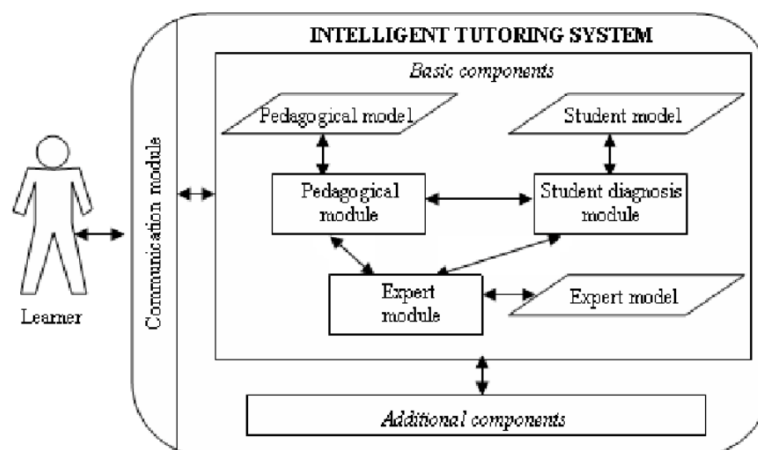 INTELLIGENT TUTORING SYSTEM
Basic components
Pedagogical model
Student model
Communication module
Pedagogical
module
Student diagnosis
module
Expert
module
Expert model
Learner
Additional components